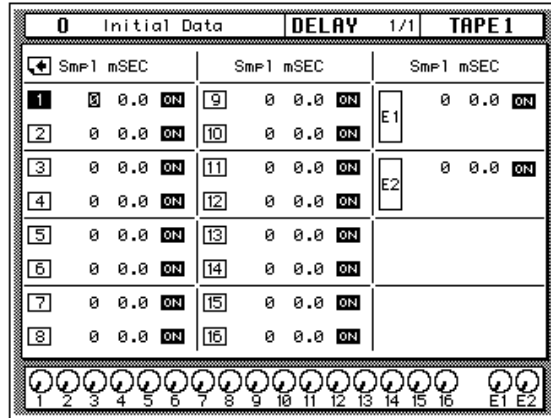 0 Initial Data DELAY 1/1 TAPE 1
Smpl mSEC Smpl mSEC Smpl mSEC
1 0 0.0 ON 9 0 0.0 ON E1 0 0.0 ON
2 0 0.0 ON 10 0 0.0 ON
3 0 0.0 ON 11 0 0.0 ON E2 0 0.0 ON
4 0 0.0 ON 12 0 0.0 ON
5 0 0.0 ON 13 0 0.0 ON
6 0 0.0 ON 14 0 0.0 ON
7 0 0.0 ON 15 0 0.0 ON
8 0 0.0 ON 16 0 0.0 ON
1 2 3 4 5 6 7 8 9 10 11 12 13 14 15 16 E1 E2